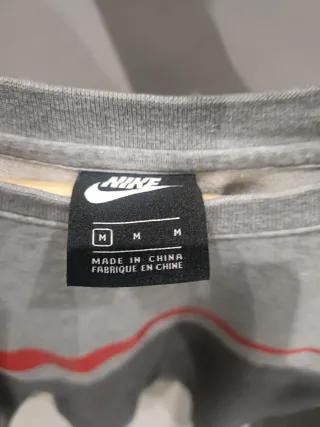 NIKE
M M M
MADE IN CHINA
FABRIQUE EN CHINE